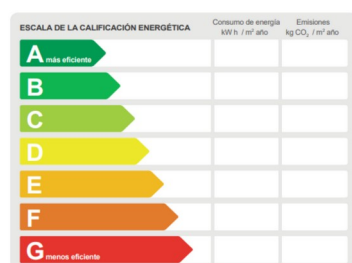 ESCALA DE LA CALIFICACIÓN ENERGÉTICA
Consumo de energía
kW h / m² año
Emisiones
kg CO₂ / m² año
A más eficiente
B
C
D
E
F
G menos eficiente